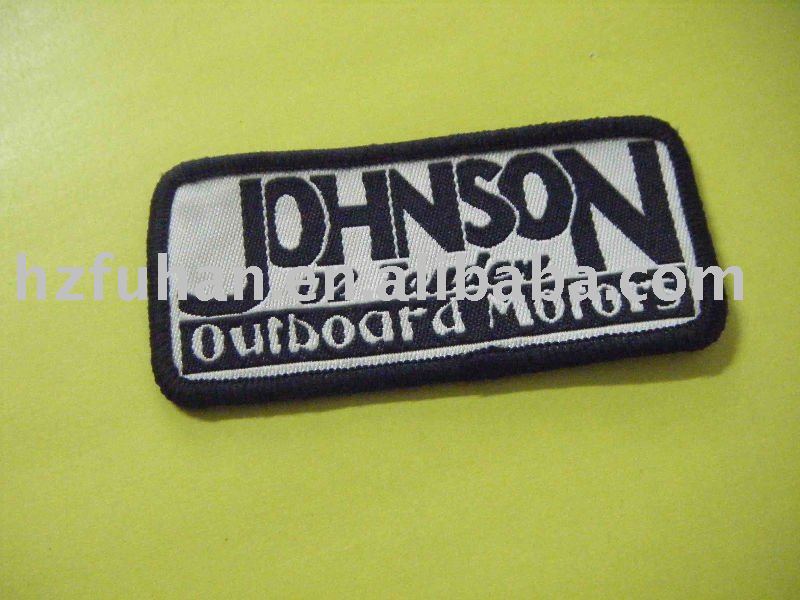 JOHNSON
hzfuhan.en.alibaba.com
Outboard Motors